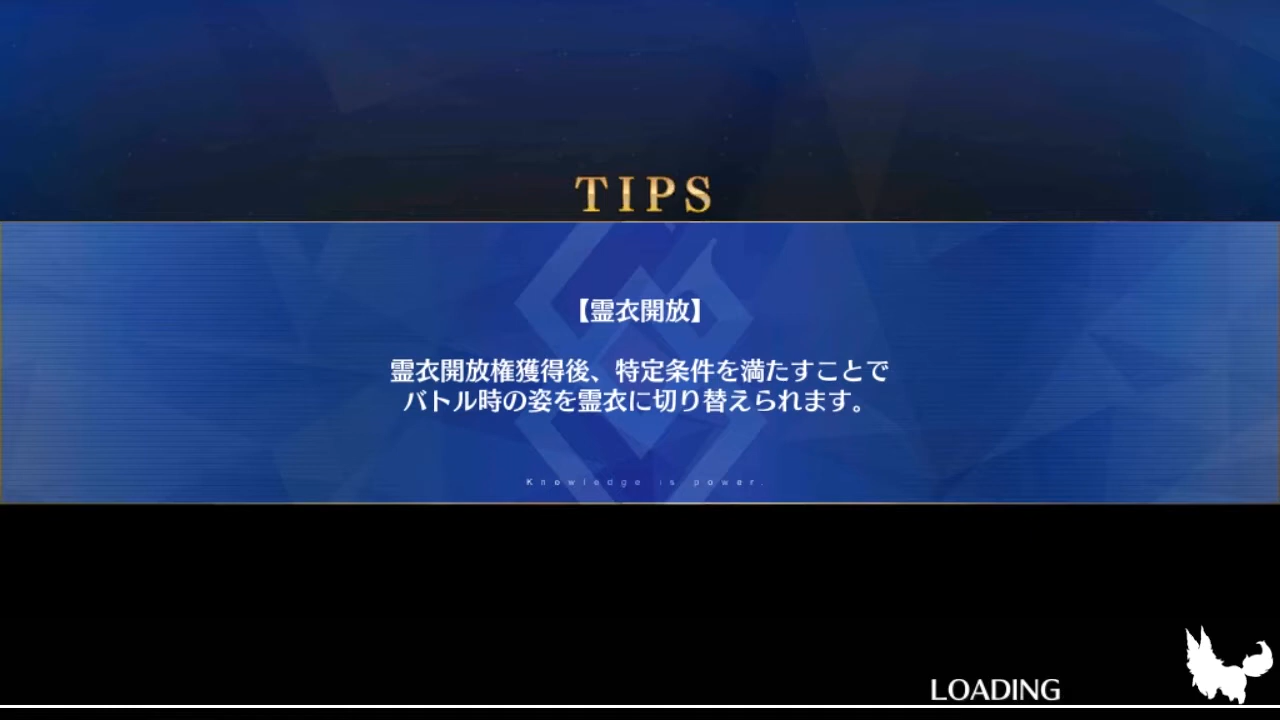 TIPS
【霊衣開放】
霊衣開放権獲得後、特定条件を満たすことで
バトル時の姿を霊衣に切り替えられます。
Knowledge is power.
LOADING